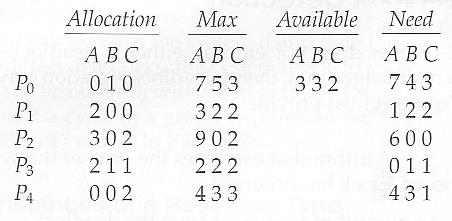 Allocation Max Available Need
A B C A B C A B C A B C
P0 0 1 0 7 5 3 3 3 2 7 4 3
P1 2 0 0 3 2 2 1 2 2
P2 3 0 2 9 0 2 6 0 0
P3 2 1 1 2 2 2 0 1 1
P4 0 0 2 4 3 3 4 3 1